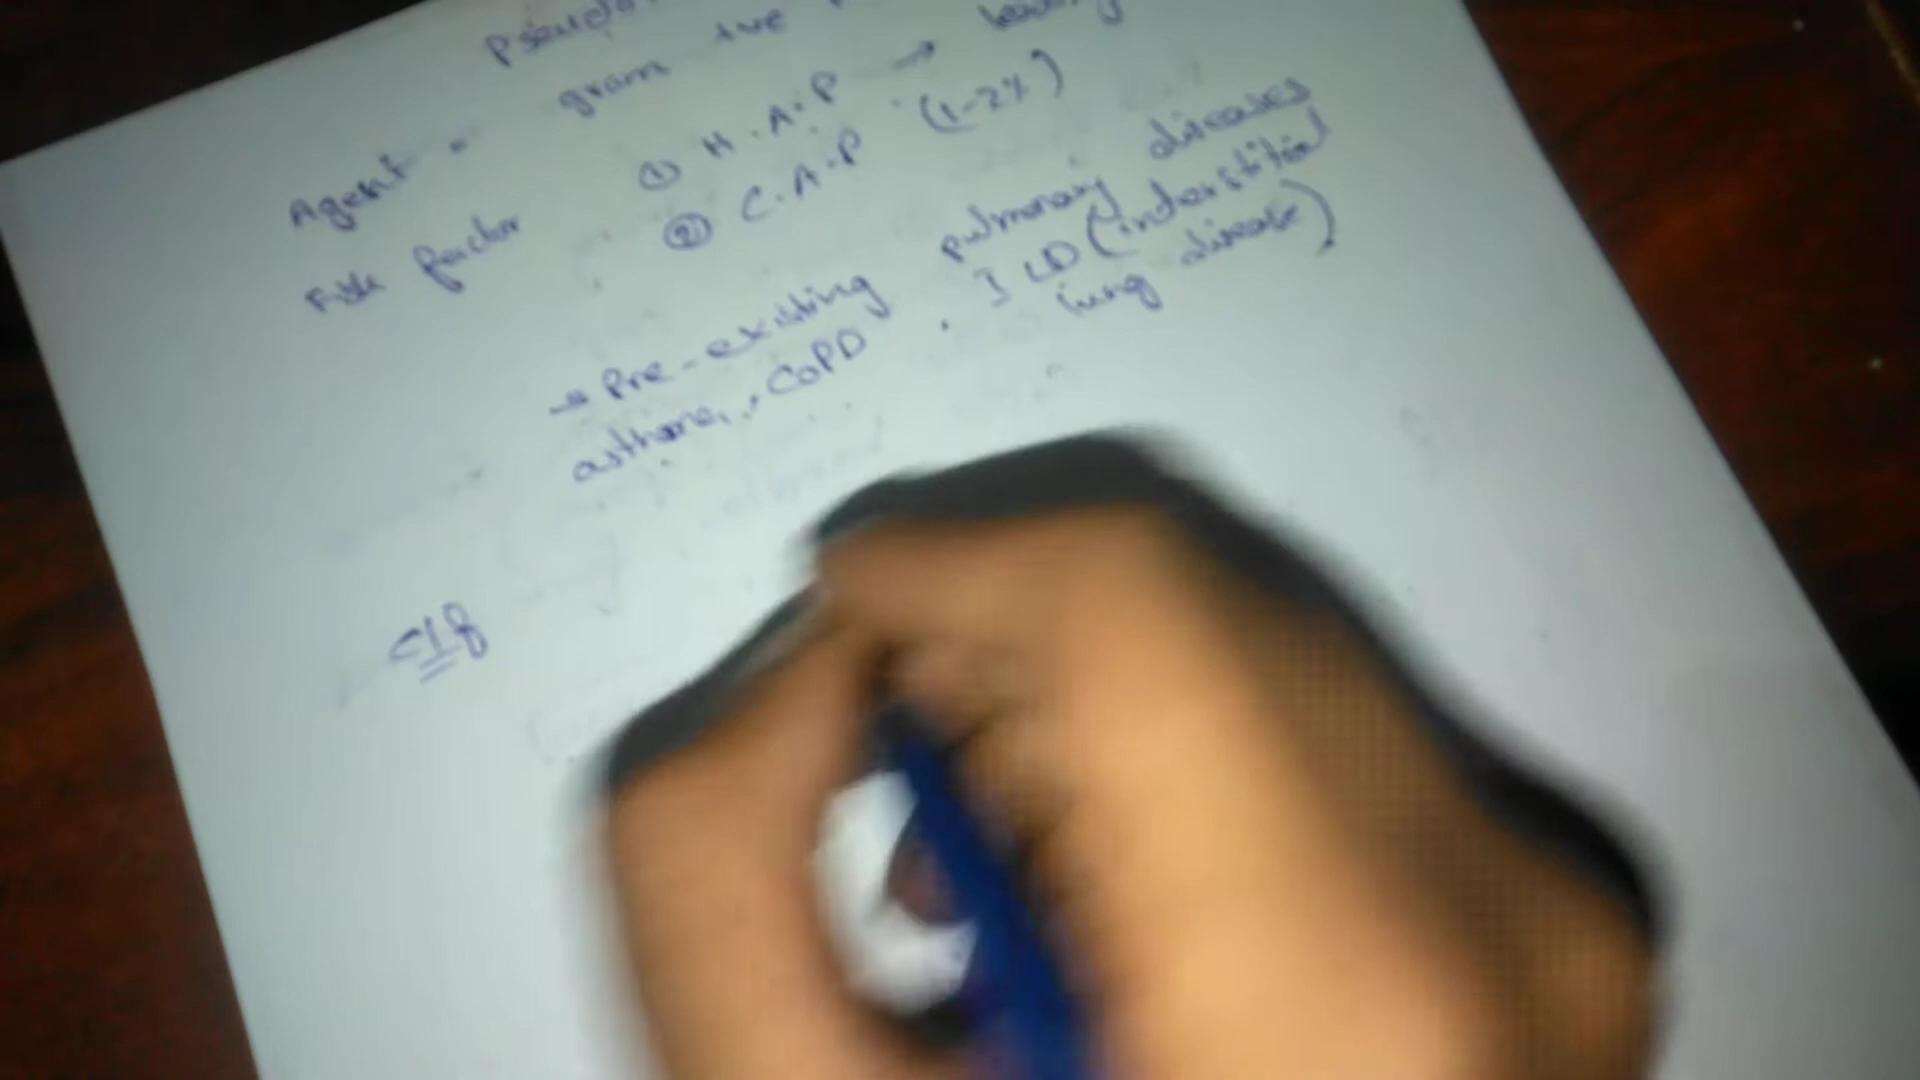 Pseudo
Agent = gram +ve
Risk factor ① H.A.P →
② C.A.P (1-2%)
→ Pre-existing pulmonary diseases
asthma, COPD, ILD (interstitial
lung disease)